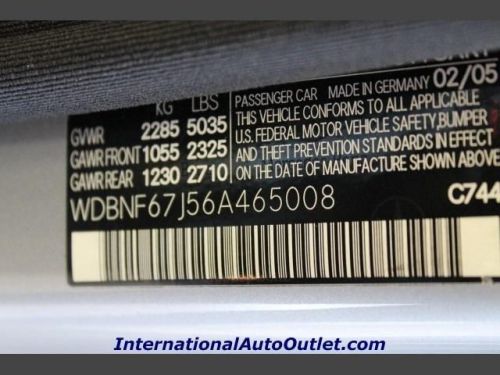 KG LBS
GVWR 2285 5035
GAWR FRONT 1055 2325
GAWR REAR 1230 2710
PASSENGER CAR MADE IN GERMANY 02/05
THIS VEHICLE CONFORMS TO ALL APPLICABLE
U.S. FEDERAL MOTOR VEHICLE SAFETY, BUMPER
AND THEFT PREVENTION STANDARDS IN EFFECT
ON THE DATE OF MANUFACTURE SHOWN ABOVE.
WDBNF67J56A465008
C744
InternationalAutoOutlet.com